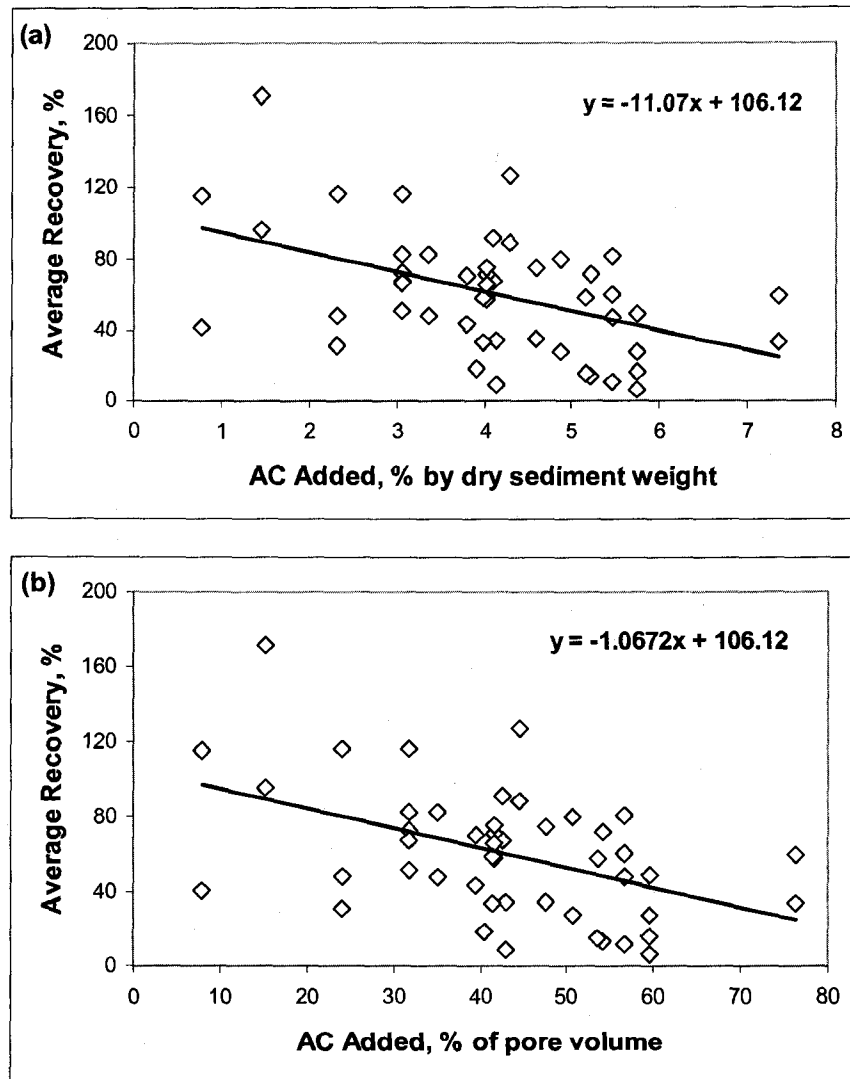 (a)
200
160
120
80
40
0
Average Recovery, %
y = -11.07x + 106.12
0 1 2 3 4 5 6 7 8
AC Added, % by dry sediment weight
(b)
200
160
120
80
40
0
Average Recovery, %
y = -1.0672x + 106.12
0 10 20 30 40 50 60 70 80
AC Added, % of pore volume